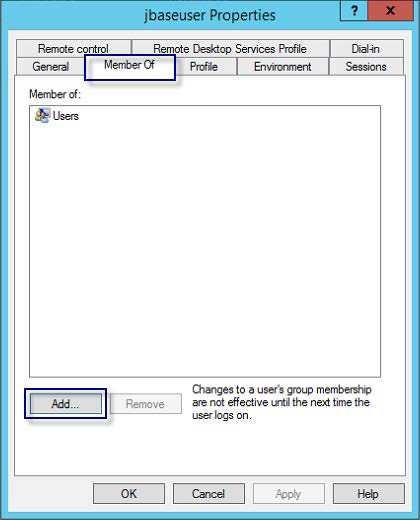 jbaseuser Properties
? X
Remote control Remote Desktop Services Profile Dial-in
General Member Of Profile Environment Sessions
Member of:
Users
Add... Remove
Changes to a user's group membership
are not effective until the next time the
user logs on.
OK Cancel Apply Help